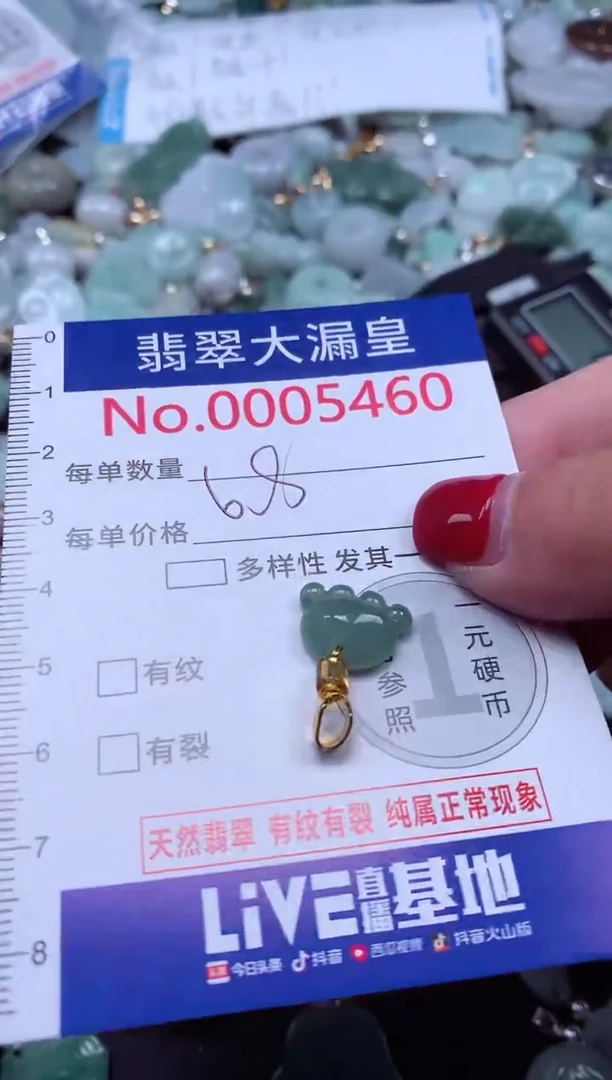 0
翡翠大漏皇
1
No.0005460
2
每单数量
68
3
每单价格
多样性 发其一
4
一元硬币
1
5
有纹
参照
6
有裂
7
天然翡翠 有纹有裂 纯属正常现象
LiVE直播基地
8
今日头条 抖音 西瓜视频 抖音火山版